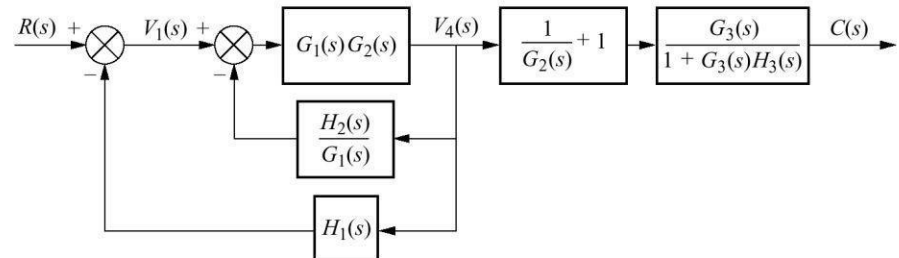 R(s) + V₁(s) + V₄(s) C(s)
− −
G₁(s)G₂(s)
1
G₂(s)
+ 1
G₃(s)
1 + G₃(s)H₃(s)
H₂(s)
G₁(s)
H₁(s)